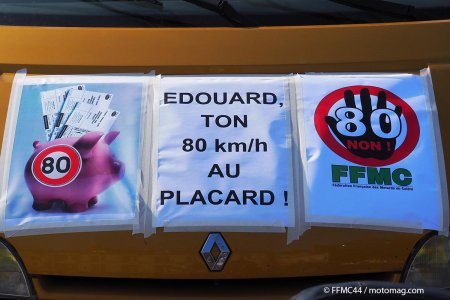 80
EDOUARD,
TON
80 km/h
AU
PLACARD !
80
NON !
FFMC
Fédération Française des Motards en Colère
© FFMC44 / motomag.com